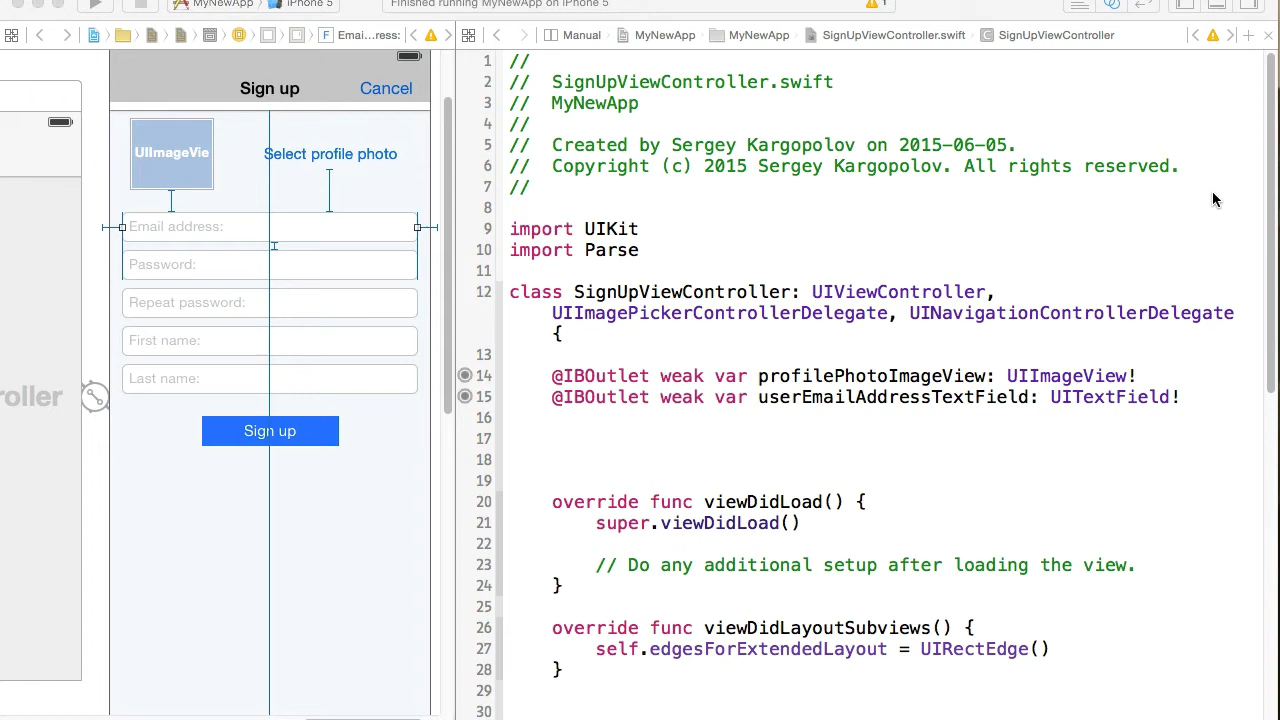 MyNewApp
iPhone 5
Finished running MyNewApp on iPhone 5
1
F Email...ress:
Manual
MyNewApp
MyNewApp
SignUpViewController.swift
C SignUpViewController
Sign up
Cancel
UIImageVie
Select profile photo
Email address:
Password:
Repeat password:
First name:
Last name:
Sign up
oller
1 //
2 // SignUpViewController.swift
3 // MyNewApp
4 //
5 // Created by Sergey Kargopolov on 2015-06-05.
6 // Copyright (c) 2015 Sergey Kargopolov. All rights reserved.
7 //
8
9 import UIKit
10 import Parse
11
12 class SignUpViewController: UIViewController,
UIImagePickerControllerDelegate, UINavigationControllerDelegate
{
13
14 @IBOutlet weak var profilePhotoImageView: UIImageView!
15 @IBOutlet weak var userEmailAddressTextField: UITextField!
16
17
18
19
20 override func viewDidLoad() {
21 super.viewDidLoad()
22
23 // Do any additional setup after loading the view.
24 }
25
26 override func viewDidLayoutSubviews() {
27 self.edgesForExtendedLayout = UIRectEdge()
28 }
29
30